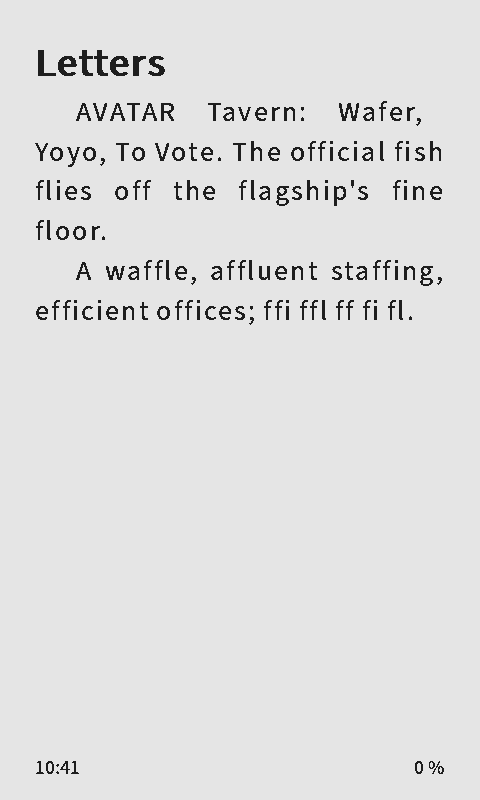 Letters
AVATAR Tavern: Wafer,
Yoyo, To Vote. The official fish
flies off the flagship's fine
floor.
A waffle, affluent staffing,
efficient offices; ffi ffl ff fi fl.
10:41
0 %